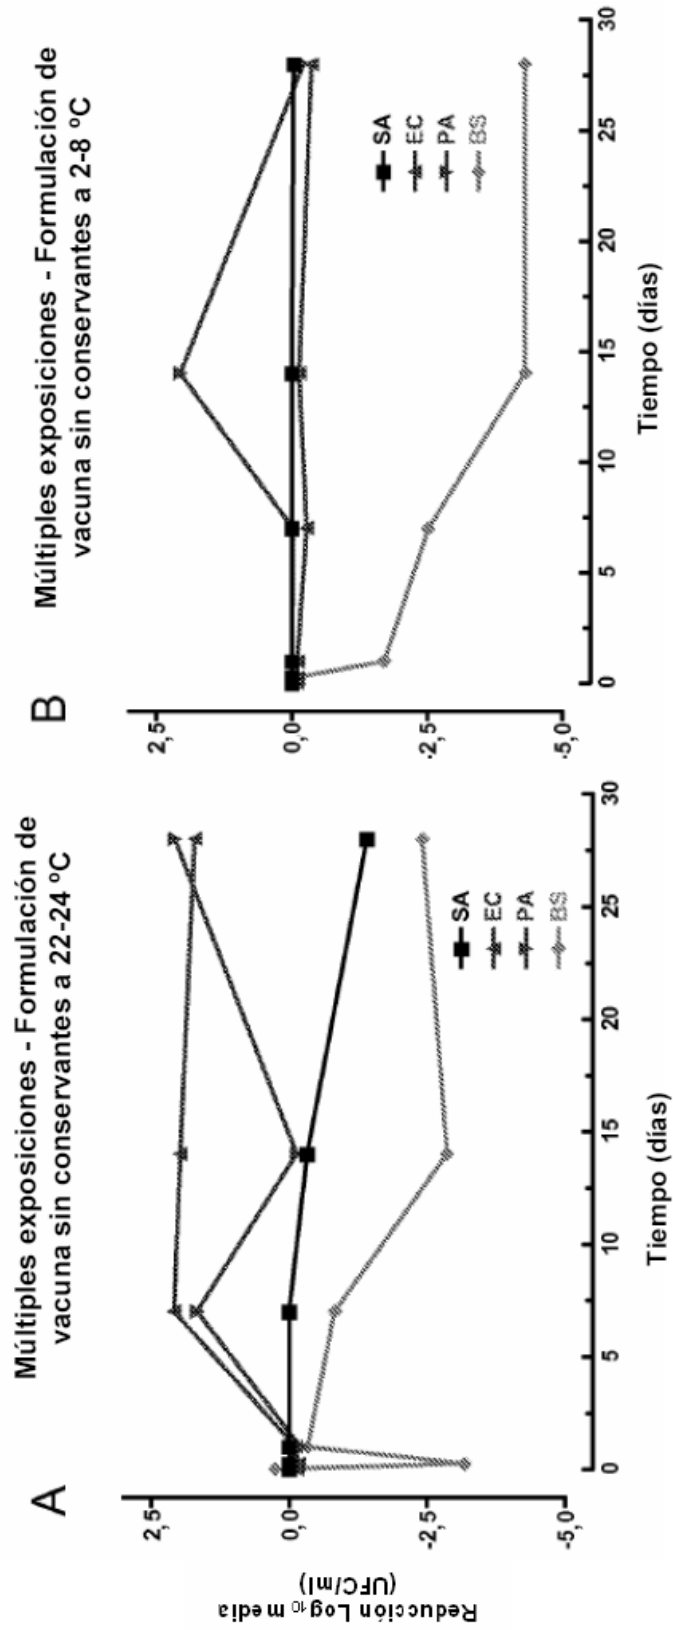 A
Múltiples exposiciones - Formulación de
vacuna sin conservantes a 22-24 ºC
Reducción Log10 media
(UFC/ml)
2,5
0,0
-2,5
-5,0
0
5
10
15
20
25
30
Tiempo (días)
SA
EC
PA
BS
B
Múltiples exposiciones - Formulación de
vacuna sin conservantes a 2-8 ºC
2,5
0,0
-2,5
-5,0
0
5
10
15
20
25
30
Tiempo (días)
SA
EC
PA
BS